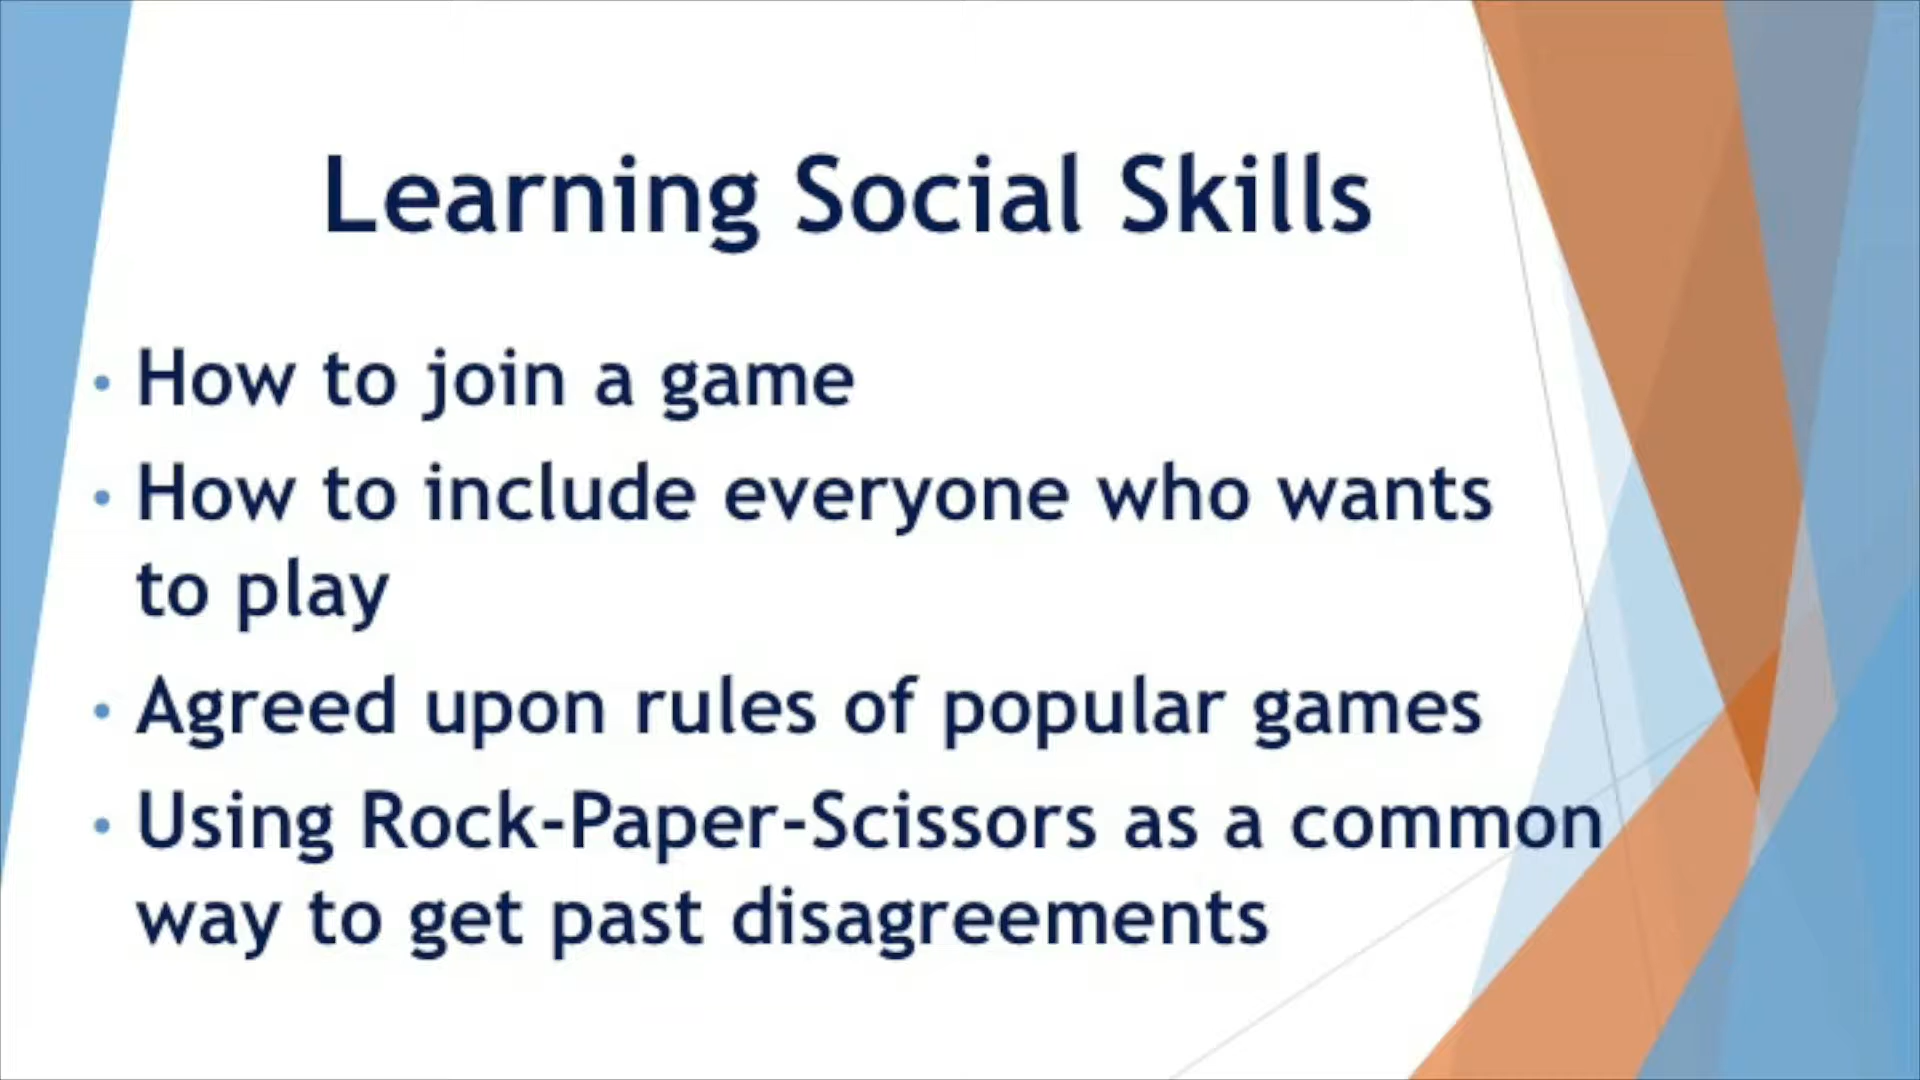 Learning Social Skills
• How to join a game
• How to include everyone who wants
to play
• Agreed upon rules of popular games
• Using Rock-Paper-Scissors as a common
way to get past disagreements